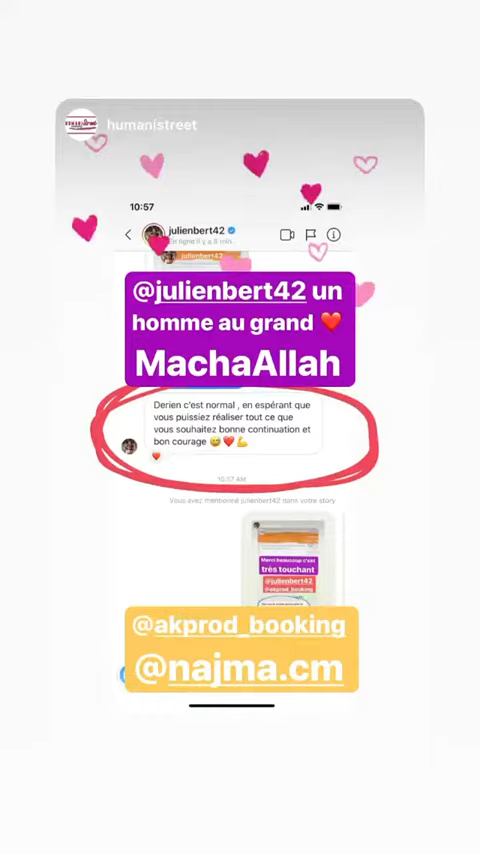 humanistreet
10:57
julienbert42
En ligne il y a 8 min
julienbert42
@julienbert42 un
homme au grand ❤️
MachaAllah
Derien c'est normal , en espérant que
vous puissiez réaliser tout ce que
vous souhaitez bonne continuation et
bon courage 😅❤️💪
10:57 AM
Vous avez mentionné julienbert42 dans votre story
Merci beaucoup c'est
très touchant
@julienbert42
@akprod_booking
@akprod_booking
@najma.cm